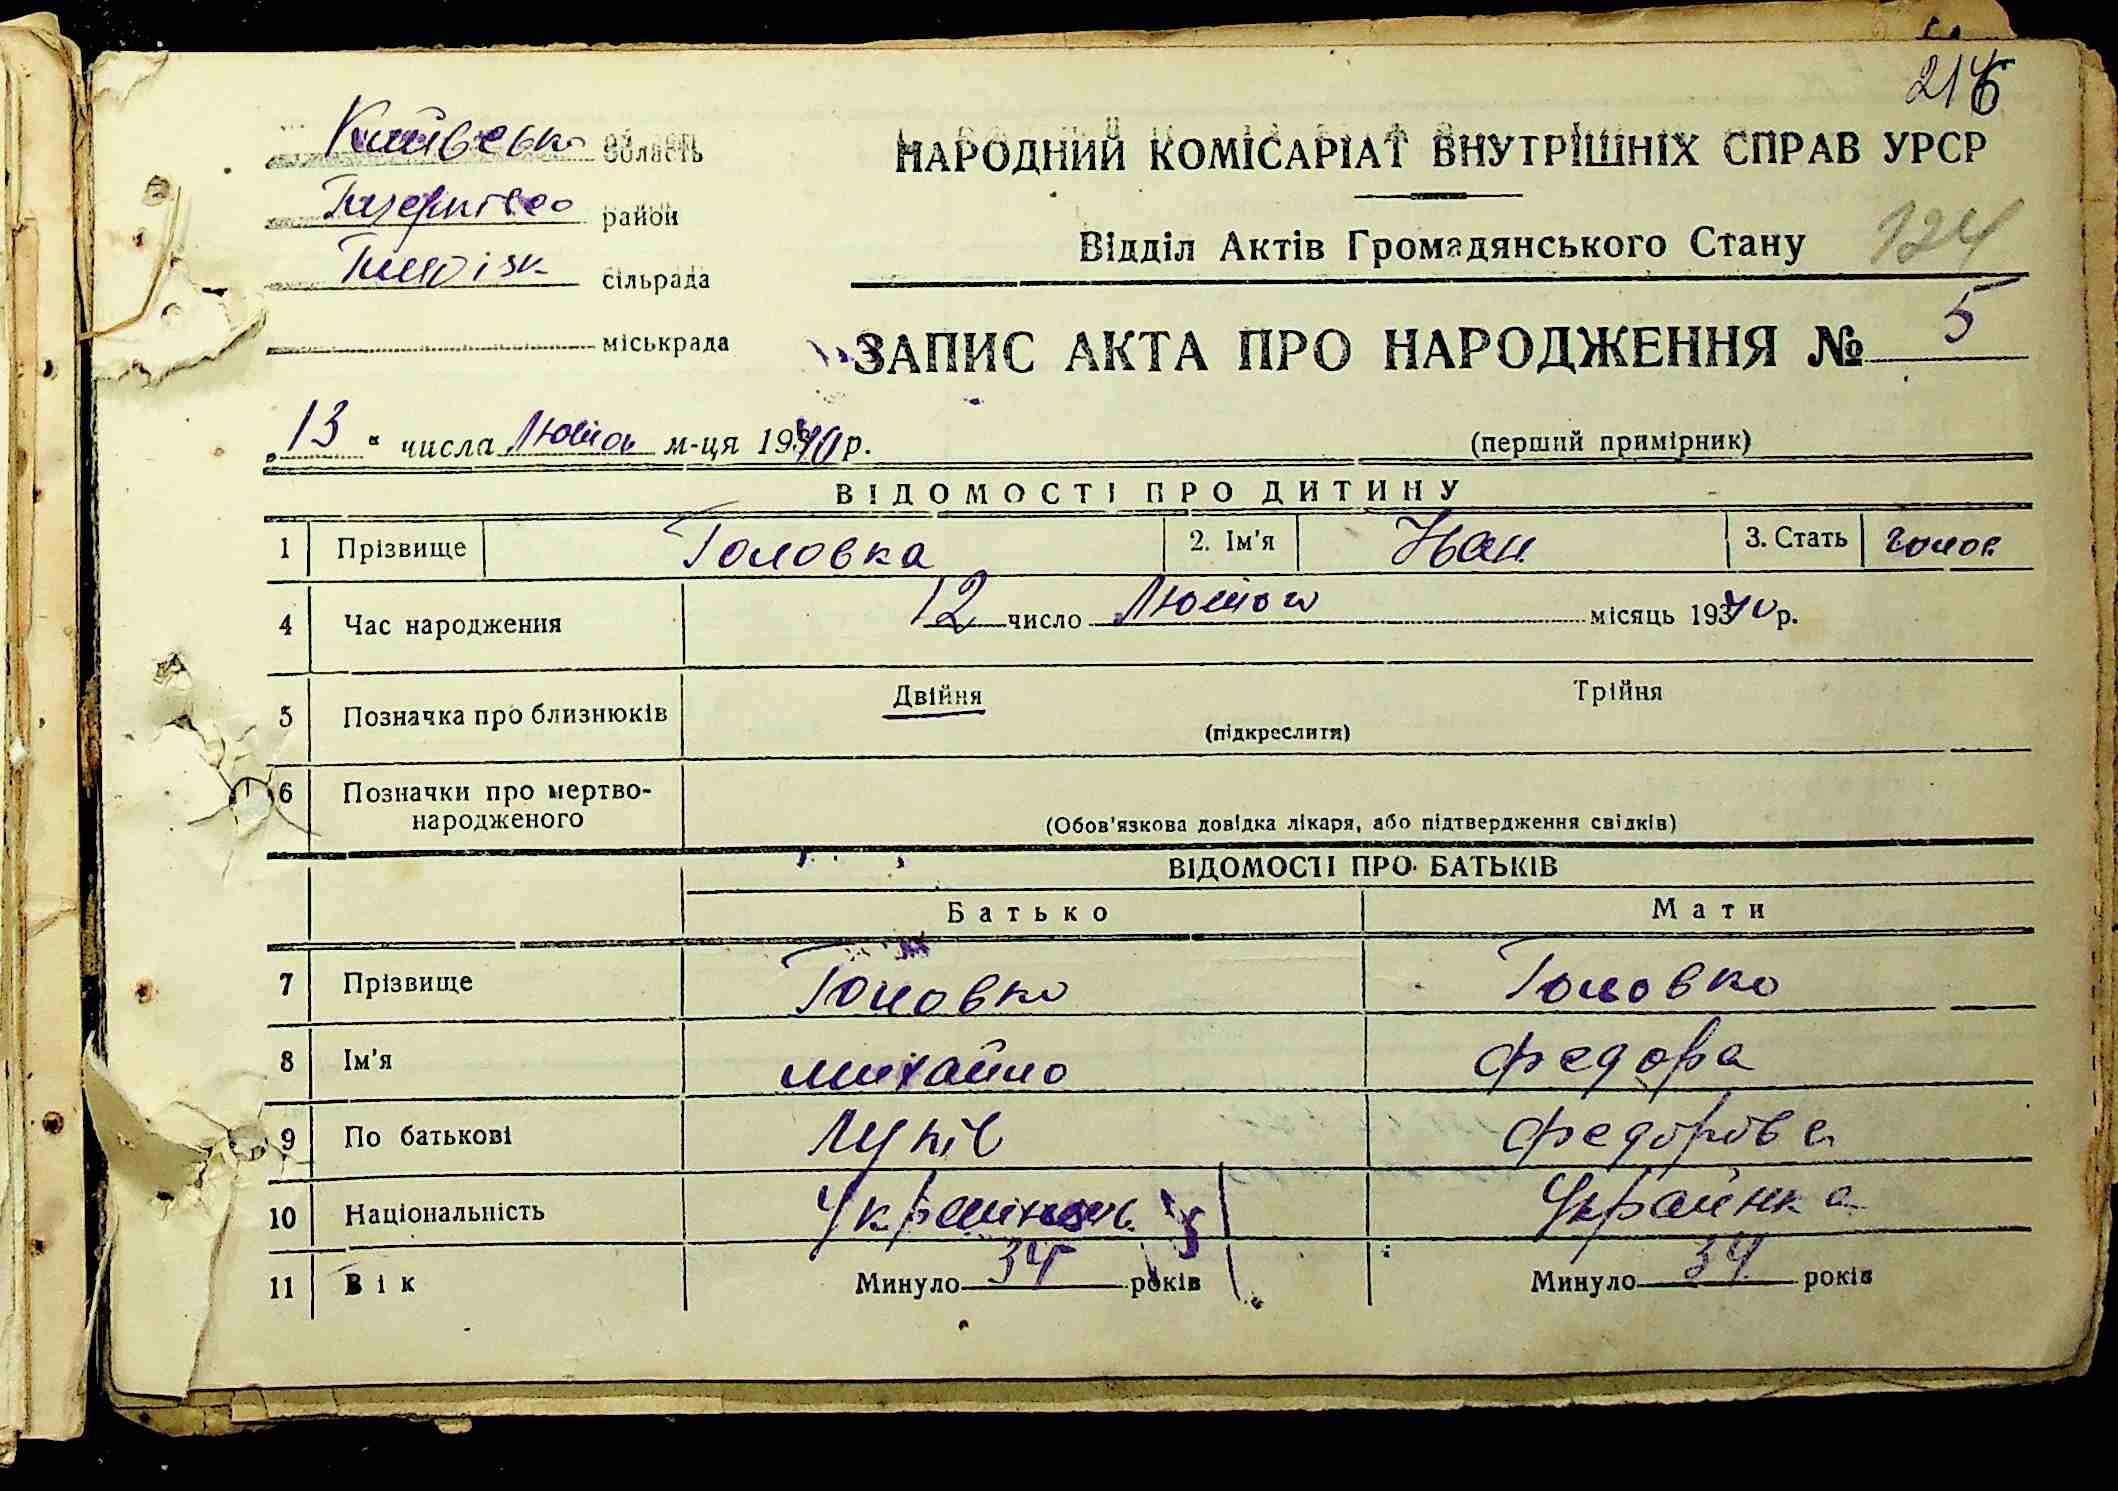 216
Київсько область
НАРОДНИЙ КОМІСАРІАТ ВНУТРІШНІХ СПРАВ УРСР
район
Відділ Актів Громадянського Стану 124
сільрада
міськрада
ЗАПИС АКТА ПРО НАРОДЖЕННЯ № 5
„13“ числа Лютого м-ця 1940 р.
(перший примірник)
ВІДОМОСТІ ПРО ДИТИНУ
1 Прізвище Головка 2. Ім'я Иван 3. Стать чолов.
4 Час народження 12 число Лютого місяць 1940 р.
5 Позначка про близнюків Двійня Трійня
(підкреслити)
6 Позначки про мертво-
народженого
(Обов'язкова довідка лікаря, або підтвердження свідків)
ВІДОМОСТІ ПРО БАТЬКІВ
Батько Мати
7 Прізвище Головко Головко
8 Ім'я михайло Федора
9 По батькові Федорова
10 Національність Українець Українка
11 Вік Минуло 34 років Минуло 34 років